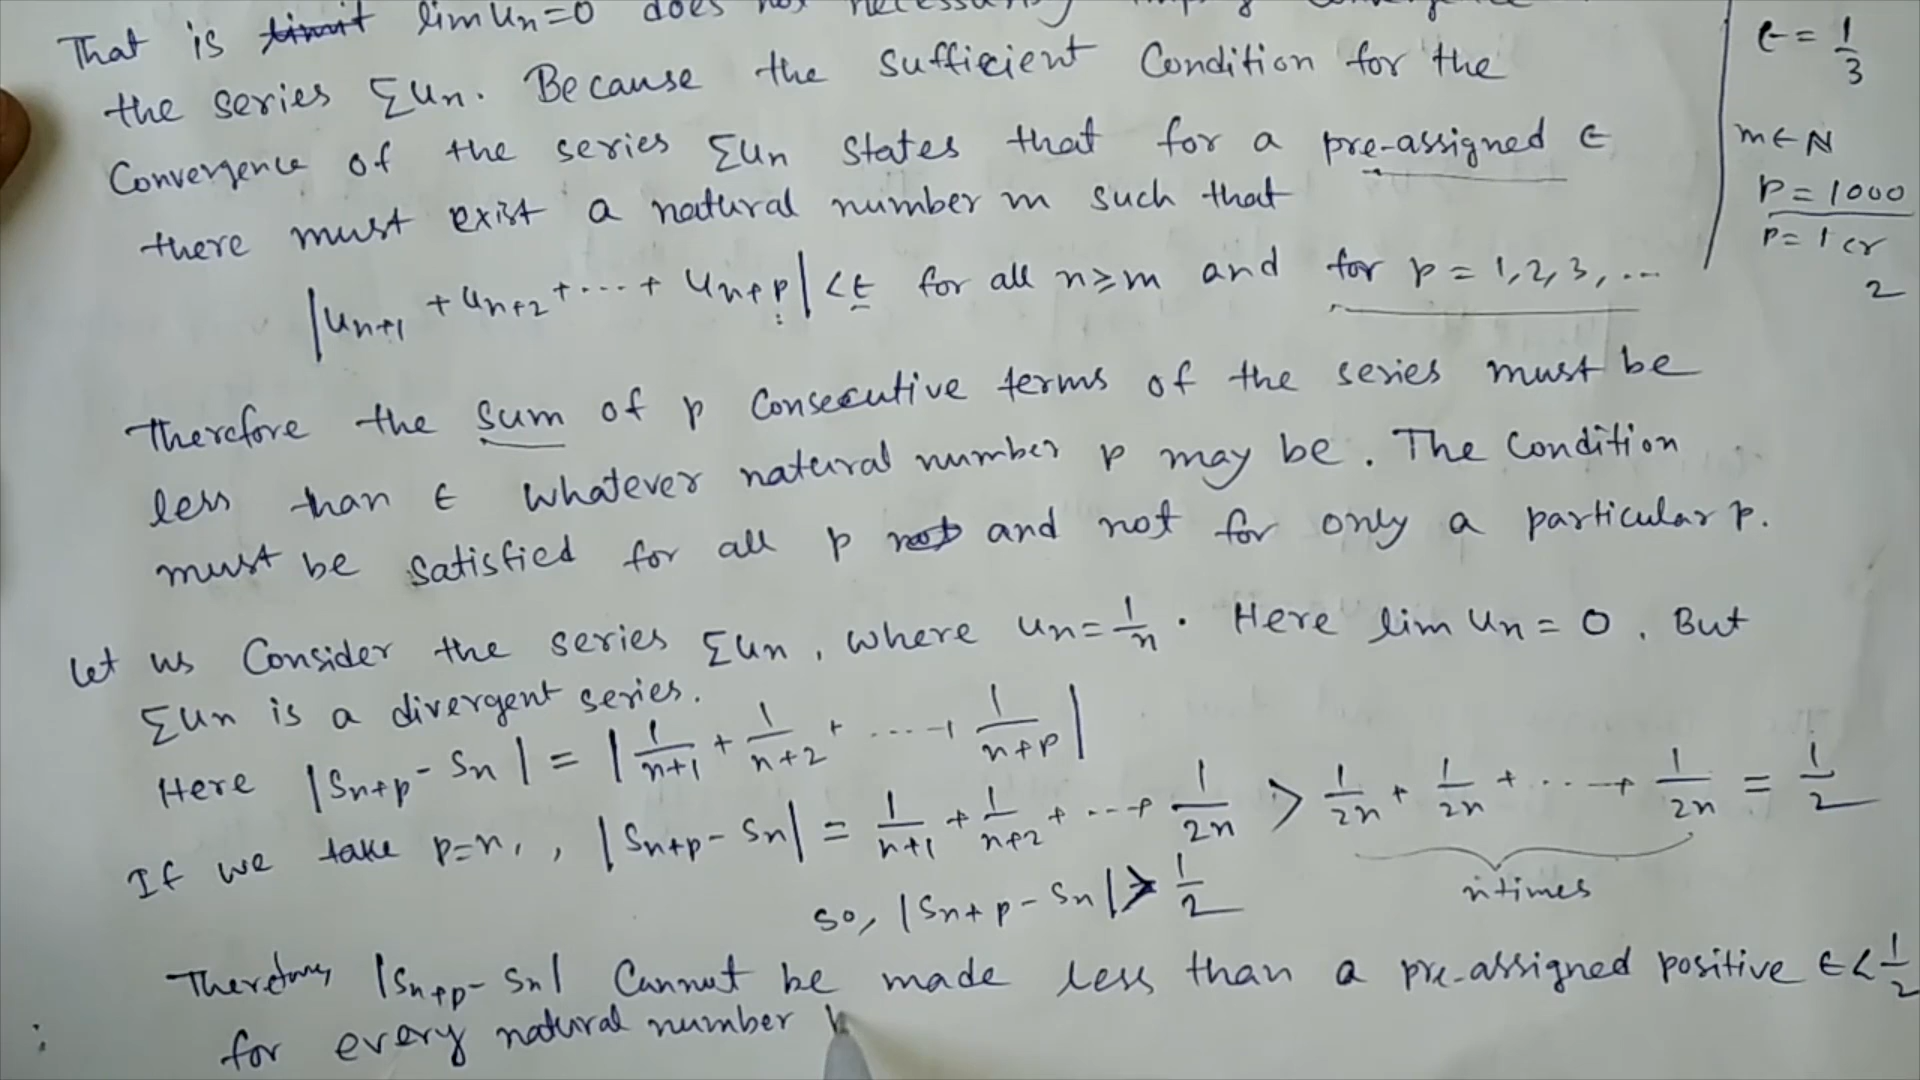 That is limit lim un=0 does not necessarily imply convergence
the series Σun. Because the sufficient Condition for the
Convergence of the series Σun states that for a pre-assigned ∈
there must exist a natural number m such that
|un+1 + un+2 + ... + un+p| < ∈ for all n≥m and for p = 1,2,3,...
Therefore the sum of p consecutive terms of the series must be
less than ∈ whatever natural number p may be. The condition
must be satisfied for all p not and not for only a particular p.
Let us Consider the series Σun, where un = 1/n. Here lim un = 0. But
Σun is a divergent series.
Here |Sn+p - Sn| = |1/n+1 + 1/n+2 + ... + 1/n+p|
If we take p=n, , |Sn+p - Sn| = 1/n+1 + 1/n+2 + ... + 1/2n > 1/2n + 1/2n + ... + 1/2n = 1/2
n times
so, |Sn+p - Sn| > 1/2
Therefore, |Sn+p - Sn| Cannot be made less than a pre-assigned positive ∈ < 1/2
for every natural number p
∈ = 1/3
m ∈ N
p = 1000
p = 1 cr
2